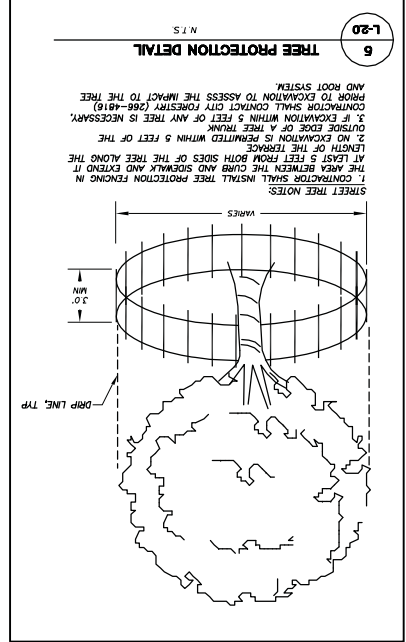 DRIP LINE, TYP
3.0'
MIN
VARIES
STREET TREE NOTES:
1. CONTRACTOR SHALL INSTALL TREE PROTECTION FENCING IN
THE AREA BETWEEN THE CURB AND SIDEWALK AND EXTEND IT
AT LEAST 5 FEET FROM BOTH SIDES OF THE TREE ALONG THE
LENGTH OF THE TERRACE
2. NO EXCAVATION IS PERMITTED WITHIN 5 FEET OF THE
OUTSIDE EDGE OF A TREE TRUNK
3. IF EXCAVATION WITHIN 5 FEET OF ANY TREE IS NECESSARY,
CONTRACTOR SHALL CONTACT CITY FORESTRY (266-4816)
PRIOR TO EXCAVATION TO ASSESS THE IMPACT TO THE TREE
AND ROOT SYSTEM.
6
L-20
TREE PROTECTION DETAIL
N.T.S.